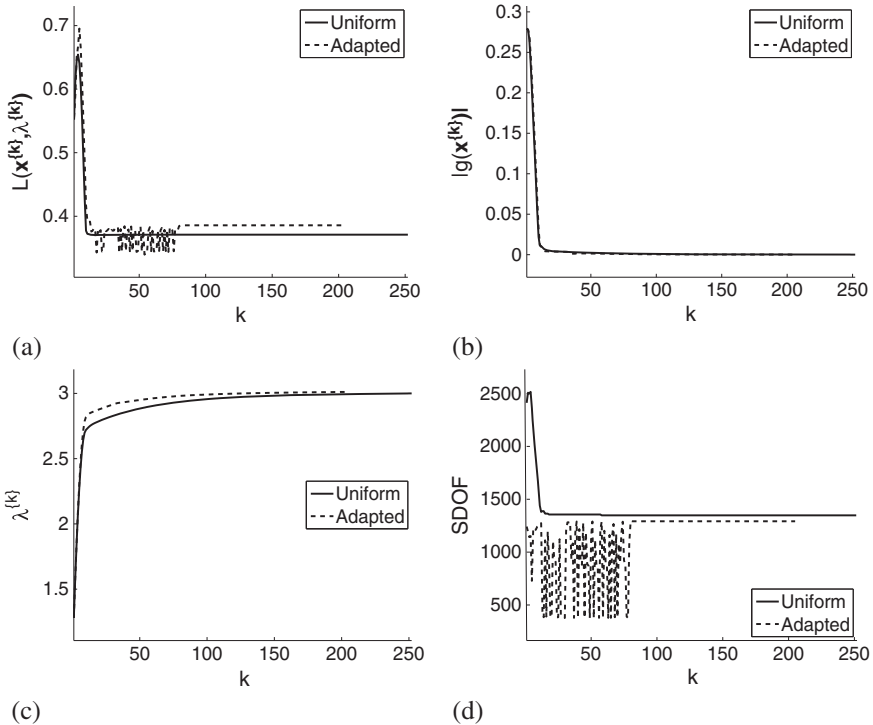 Uniform
Adapted
0.7
0.6
0.5
0.4
L(x^{k},λ^{k})
50
100
150
200
250
k
(a)
Uniform
Adapted
0.3
0.25
0.2
0.15
0.1
0.05
0
|g(x^{k})|
50
100
150
200
250
k
(b)
3
2.5
2
1.5
λ^{k}
Uniform
Adapted
50
100
150
200
250
k
(c)
2500
2000
1500
1000
500
SDOF
Uniform
Adapted
50
100
150
200
250
k
(d)